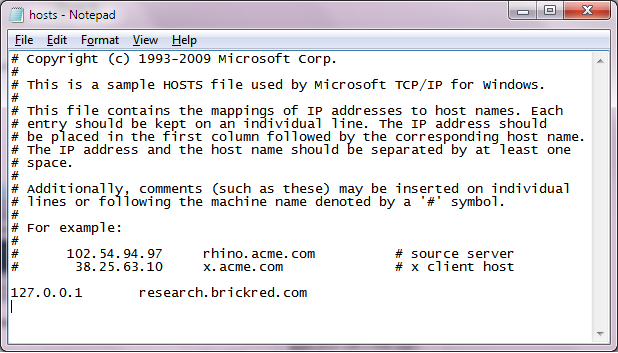 hosts - Notepad
File Edit Format View Help
# Copyright (c) 1993-2009 Microsoft Corp.
#
# This is a sample HOSTS file used by Microsoft TCP/IP for Windows.
#
# This file contains the mappings of IP addresses to host names. Each
# entry should be kept on an individual line. The IP address should
# be placed in the first column followed by the corresponding host name.
# The IP address and the host name should be separated by at least one
# space.
#
# Additionally, comments (such as these) may be inserted on individual
# lines or following the machine name denoted by a '#' symbol.
#
# For example:
#
#      102.54.94.97     rhino.acme.com          # source server
#       38.25.63.10     x.acme.com              # x client host

127.0.0.1       research.brickred.com